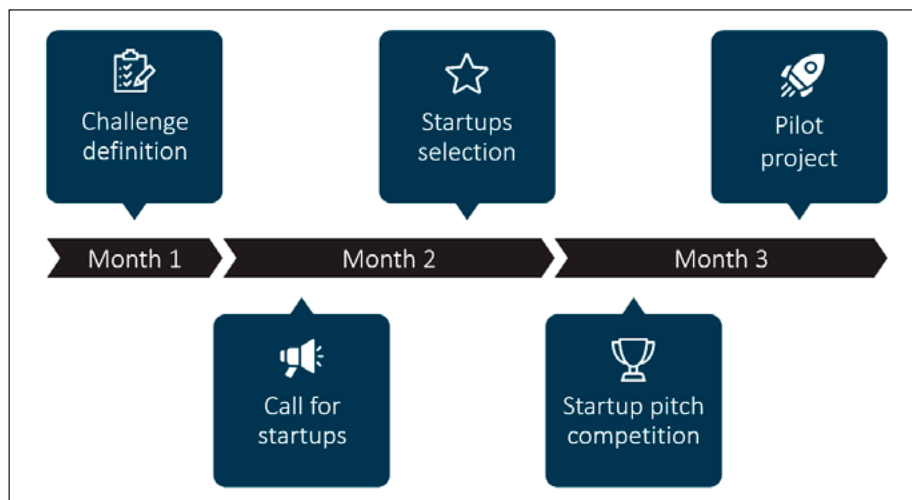 Challenge
definition
Startups
selection
Pilot
project
Month 1
Month 2
Month 3
Call for
startups
Startup pitch
competition